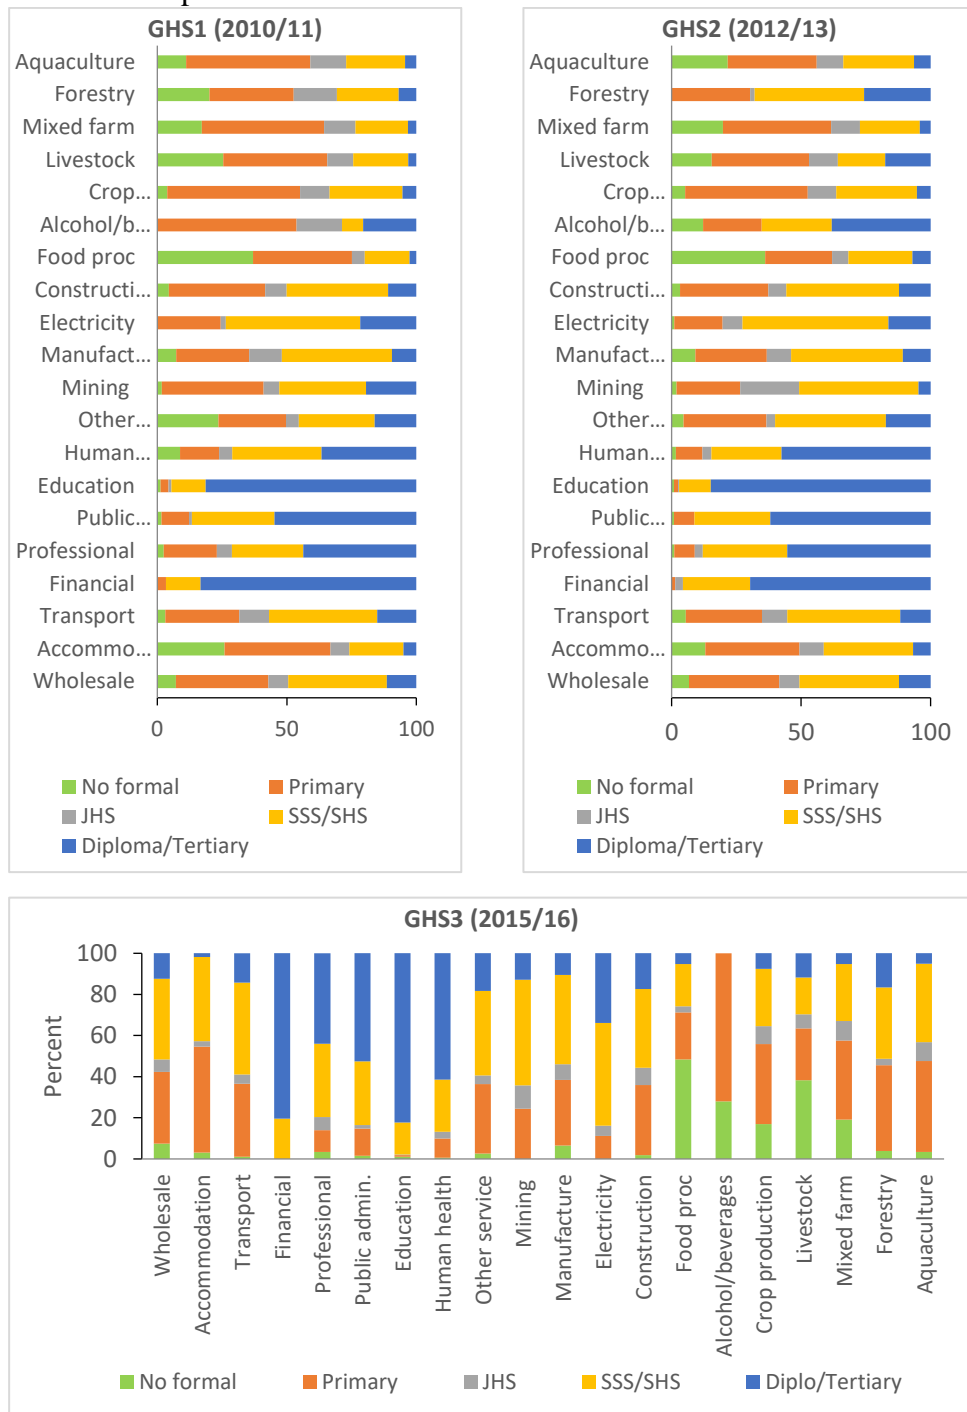 GHS1 (2010/11)
Aquaculture
Forestry
Mixed farm
Livestock
Crop...
Alcohol/b...
Food proc
Constructi...
Electricity
Manufact...
Mining
Other...
Human...
Education
Public...
Professional
Financial
Transport
Accommo...
Wholesale
0 50 100
No formal Primary
JHS SSS/SHS
Diploma/Tertiary
GHS2 (2012/13)
Aquaculture
Forestry
Mixed farm
Livestock
Crop...
Alcohol/b...
Food proc
Constructi...
Electricity
Manufact...
Mining
Other...
Human...
Education
Public...
Professional
Financial
Transport
Accommo...
Wholesale
0 50 100
No formal Primary
JHS SSS/SHS
Diploma/Tertiary
GHS3 (2015/16)
Percent
100
80
60
40
20
0
Wholesale
Accommodation
Transport
Financial
Professional
Public admin.
Education
Human health
Other service
Mining
Manufacture
Electricity
Construction
Food proc
Alcohol/beverages
Crop production
Livestock
Mixed farm
Forestry
Aquaculture
No formal Primary JHS SSS/SHS Diplo/Tertiary